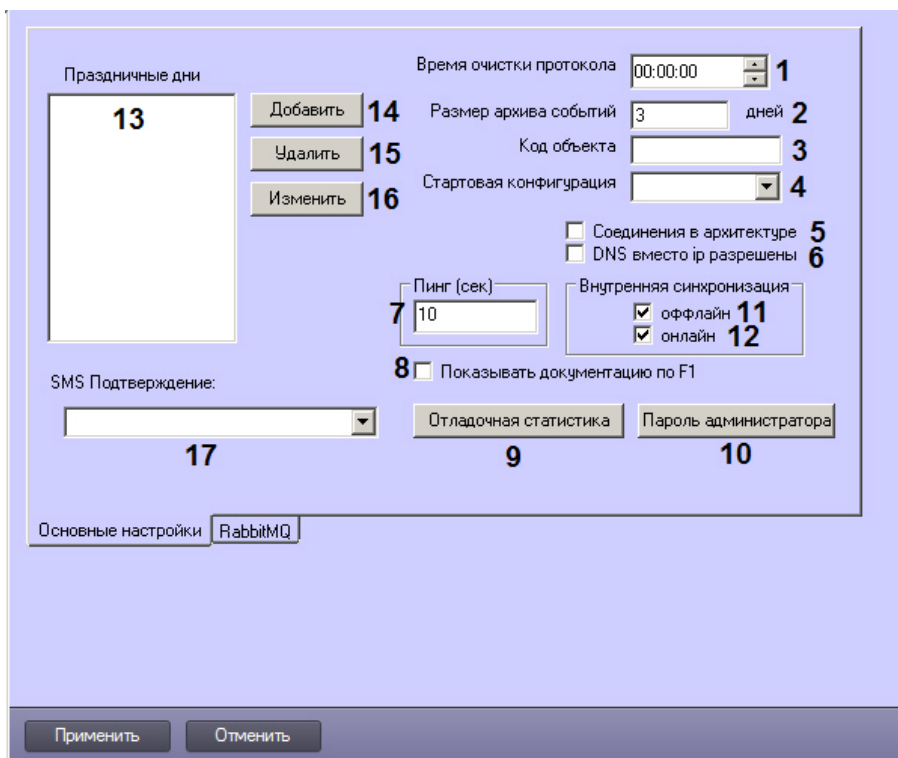 Праздничные дни
13
Добавить 14
Удалить 15
Изменить 16
Время очистки протокола 00:00:00 1
Размер архива событий 3 дней 2
Код объекта 3
Стартовая конфигурация 4
Соединения в архитектуре 5
DNS вместо ip разрешены 6
Пинг (сек)
7 10
Внутренняя синхронизация
оффлайн 11
онлайн 12
8 Показывать документацию по F1
SMS Подтверждение:
17
Отладочная статистика
9
Пароль администратора
10
Основные настройки RabbitMQ
Применить Отменить